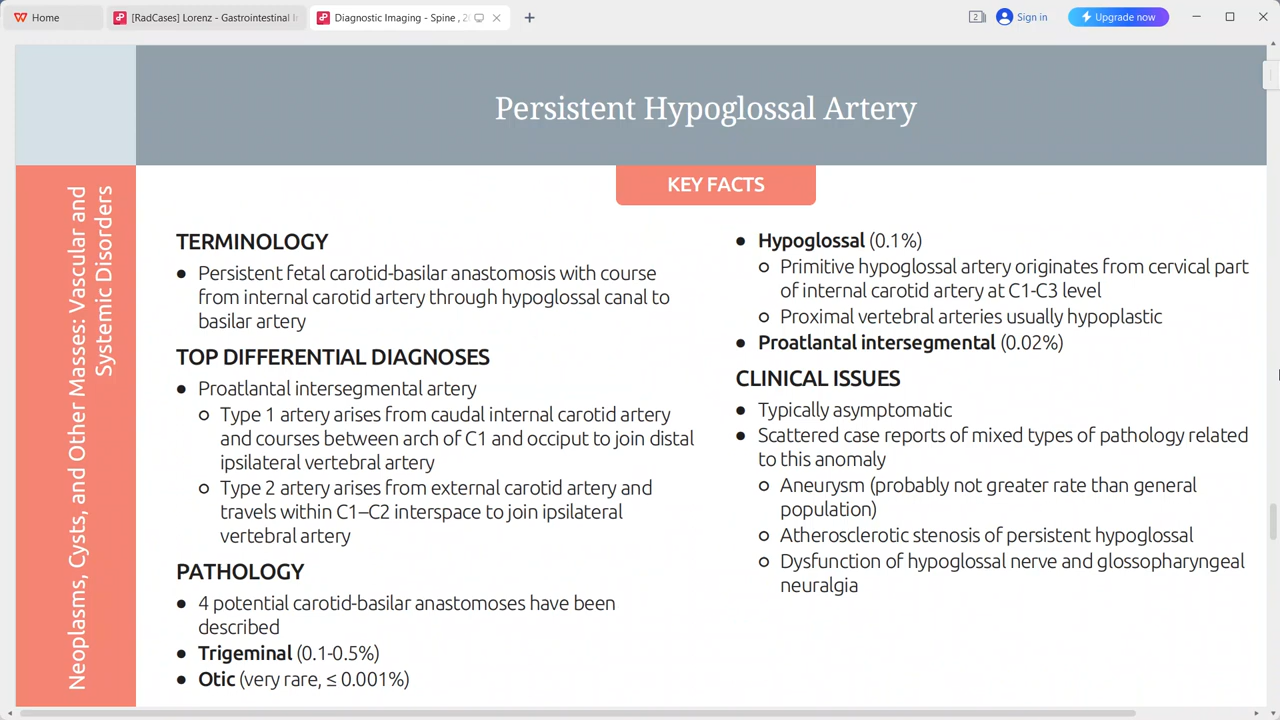 Home
[RadCases] Lorenz - Gastrointestinal I
Diagnostic Imaging - Spine , 2
2
Sign in
Upgrade now
Persistent Hypoglossal Artery
KEY FACTS
Neoplasms, Cysts, and Other Masses: Vascular and
Systemic Disorders
TERMINOLOGY
● Persistent fetal carotid-basilar anastomosis with course
from internal carotid artery through hypoglossal canal to
basilar artery
TOP DIFFERENTIAL DIAGNOSES
● Proatlantal intersegmental artery
○ Type 1 artery arises from caudal internal carotid artery
and courses between arch of C1 and occiput to join distal
ipsilateral vertebral artery
○ Type 2 artery arises from external carotid artery and
travels within C1–C2 interspace to join ipsilateral
vertebral artery
PATHOLOGY
● 4 potential carotid-basilar anastomoses have been
described
● Trigeminal (0.1-0.5%)
● Otic (very rare, ≤ 0.001%)
● Hypoglossal (0.1%)
○ Primitive hypoglossal artery originates from cervical part
of internal carotid artery at C1-C3 level
○ Proximal vertebral arteries usually hypoplastic
● Proatlantal intersegmental (0.02%)
CLINICAL ISSUES
● Typically asymptomatic
● Scattered case reports of mixed types of pathology related
to this anomaly
○ Aneurysm (probably not greater rate than general
population)
○ Atherosclerotic stenosis of persistent hypoglossal
○ Dysfunction of hypoglossal nerve and glossopharyngeal
neuralgia